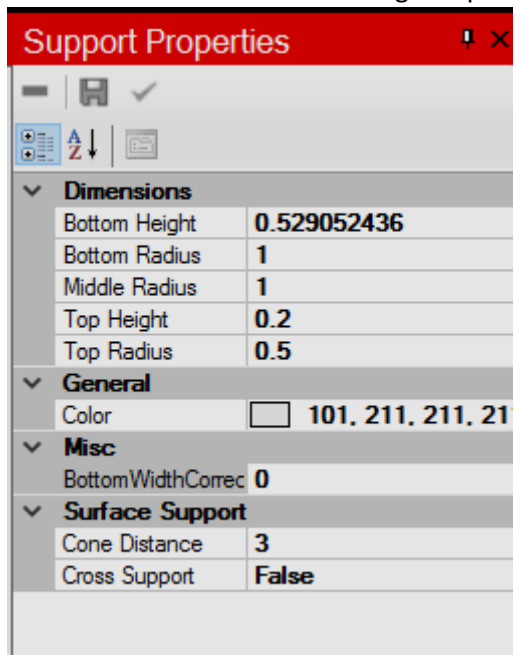 Support Properties
Dimensions
Bottom Height 0.529052436
Bottom Radius 1
Middle Radius 1
Top Height 0.2
Top Radius 0.5
General
Color 101, 211, 211, 21
Misc
BottomWidthCorrec 0
Surface Support
Cone Distance 3
Cross Support False